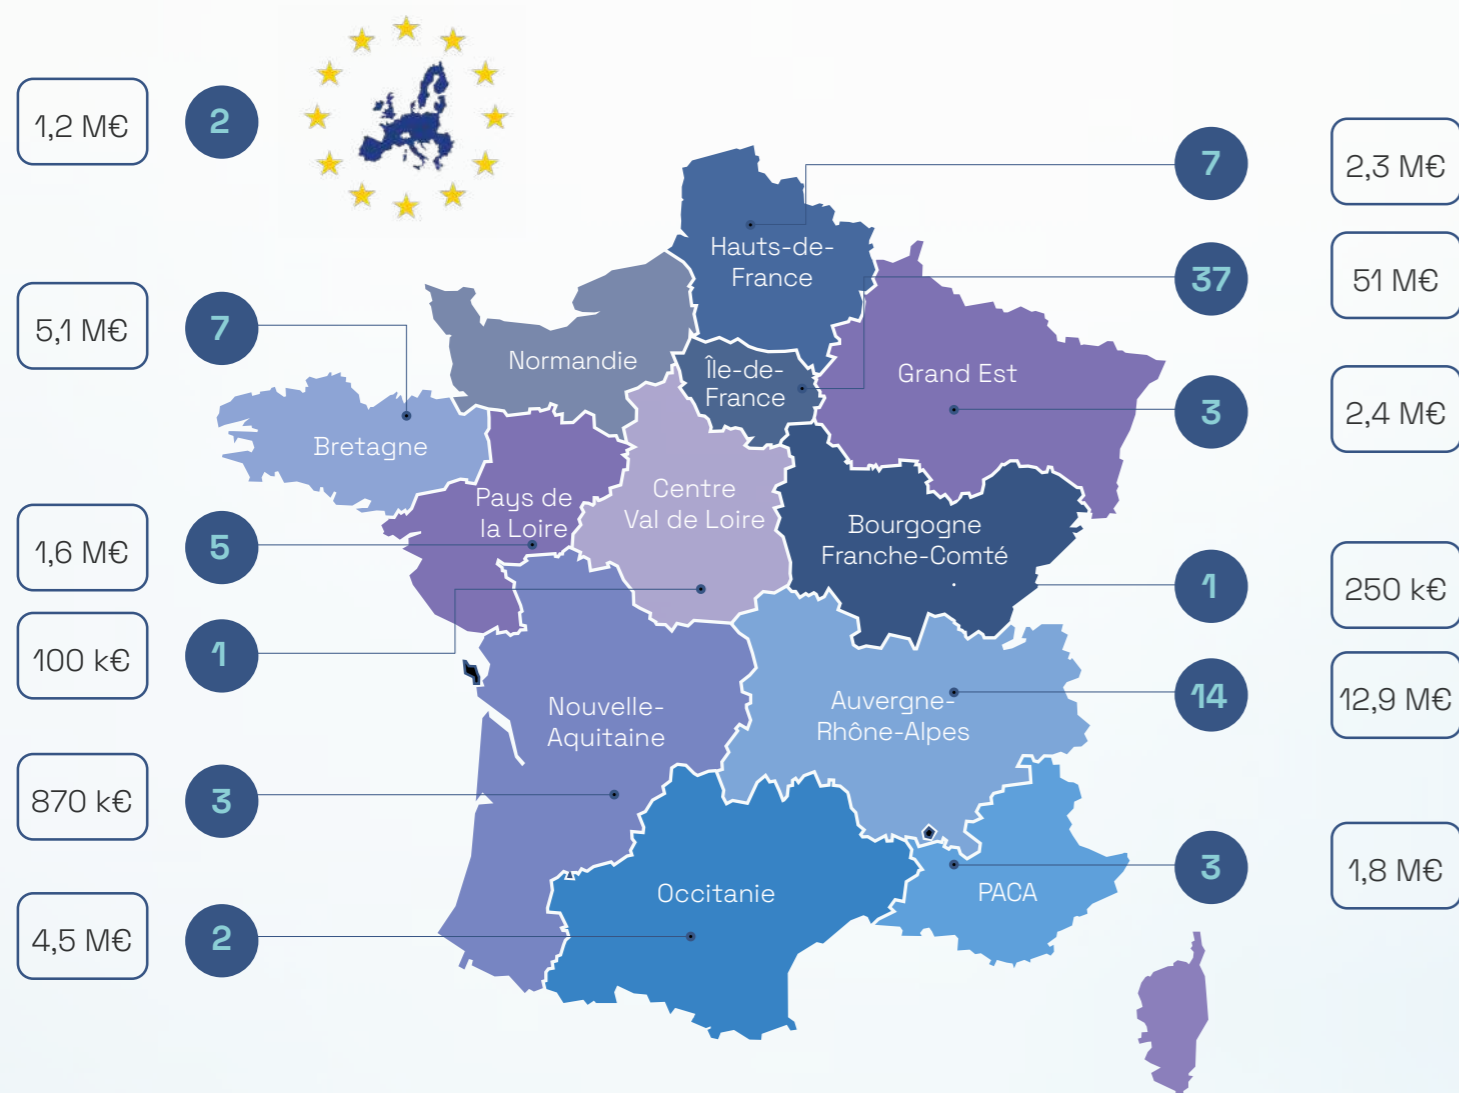 1,2 M€
2
7
2,3 M€
Hauts-de-
France
37
51 M€
5,1 M€
7
Normandie
Île-de-
France
Grand Est
3
2,4 M€
Bretagne
Pays de
la Loire
Centre
Val de Loire
Bourgogne
Franche-Comté
1,6 M€
5
1
250 k€
100 k€
1
Nouvelle-
Aquitaine
Auvergne-
Rhône-Alpes
14
12,9 M€
870 k€
3
3
1,8 M€
Occitanie
PACA
4,5 M€
2